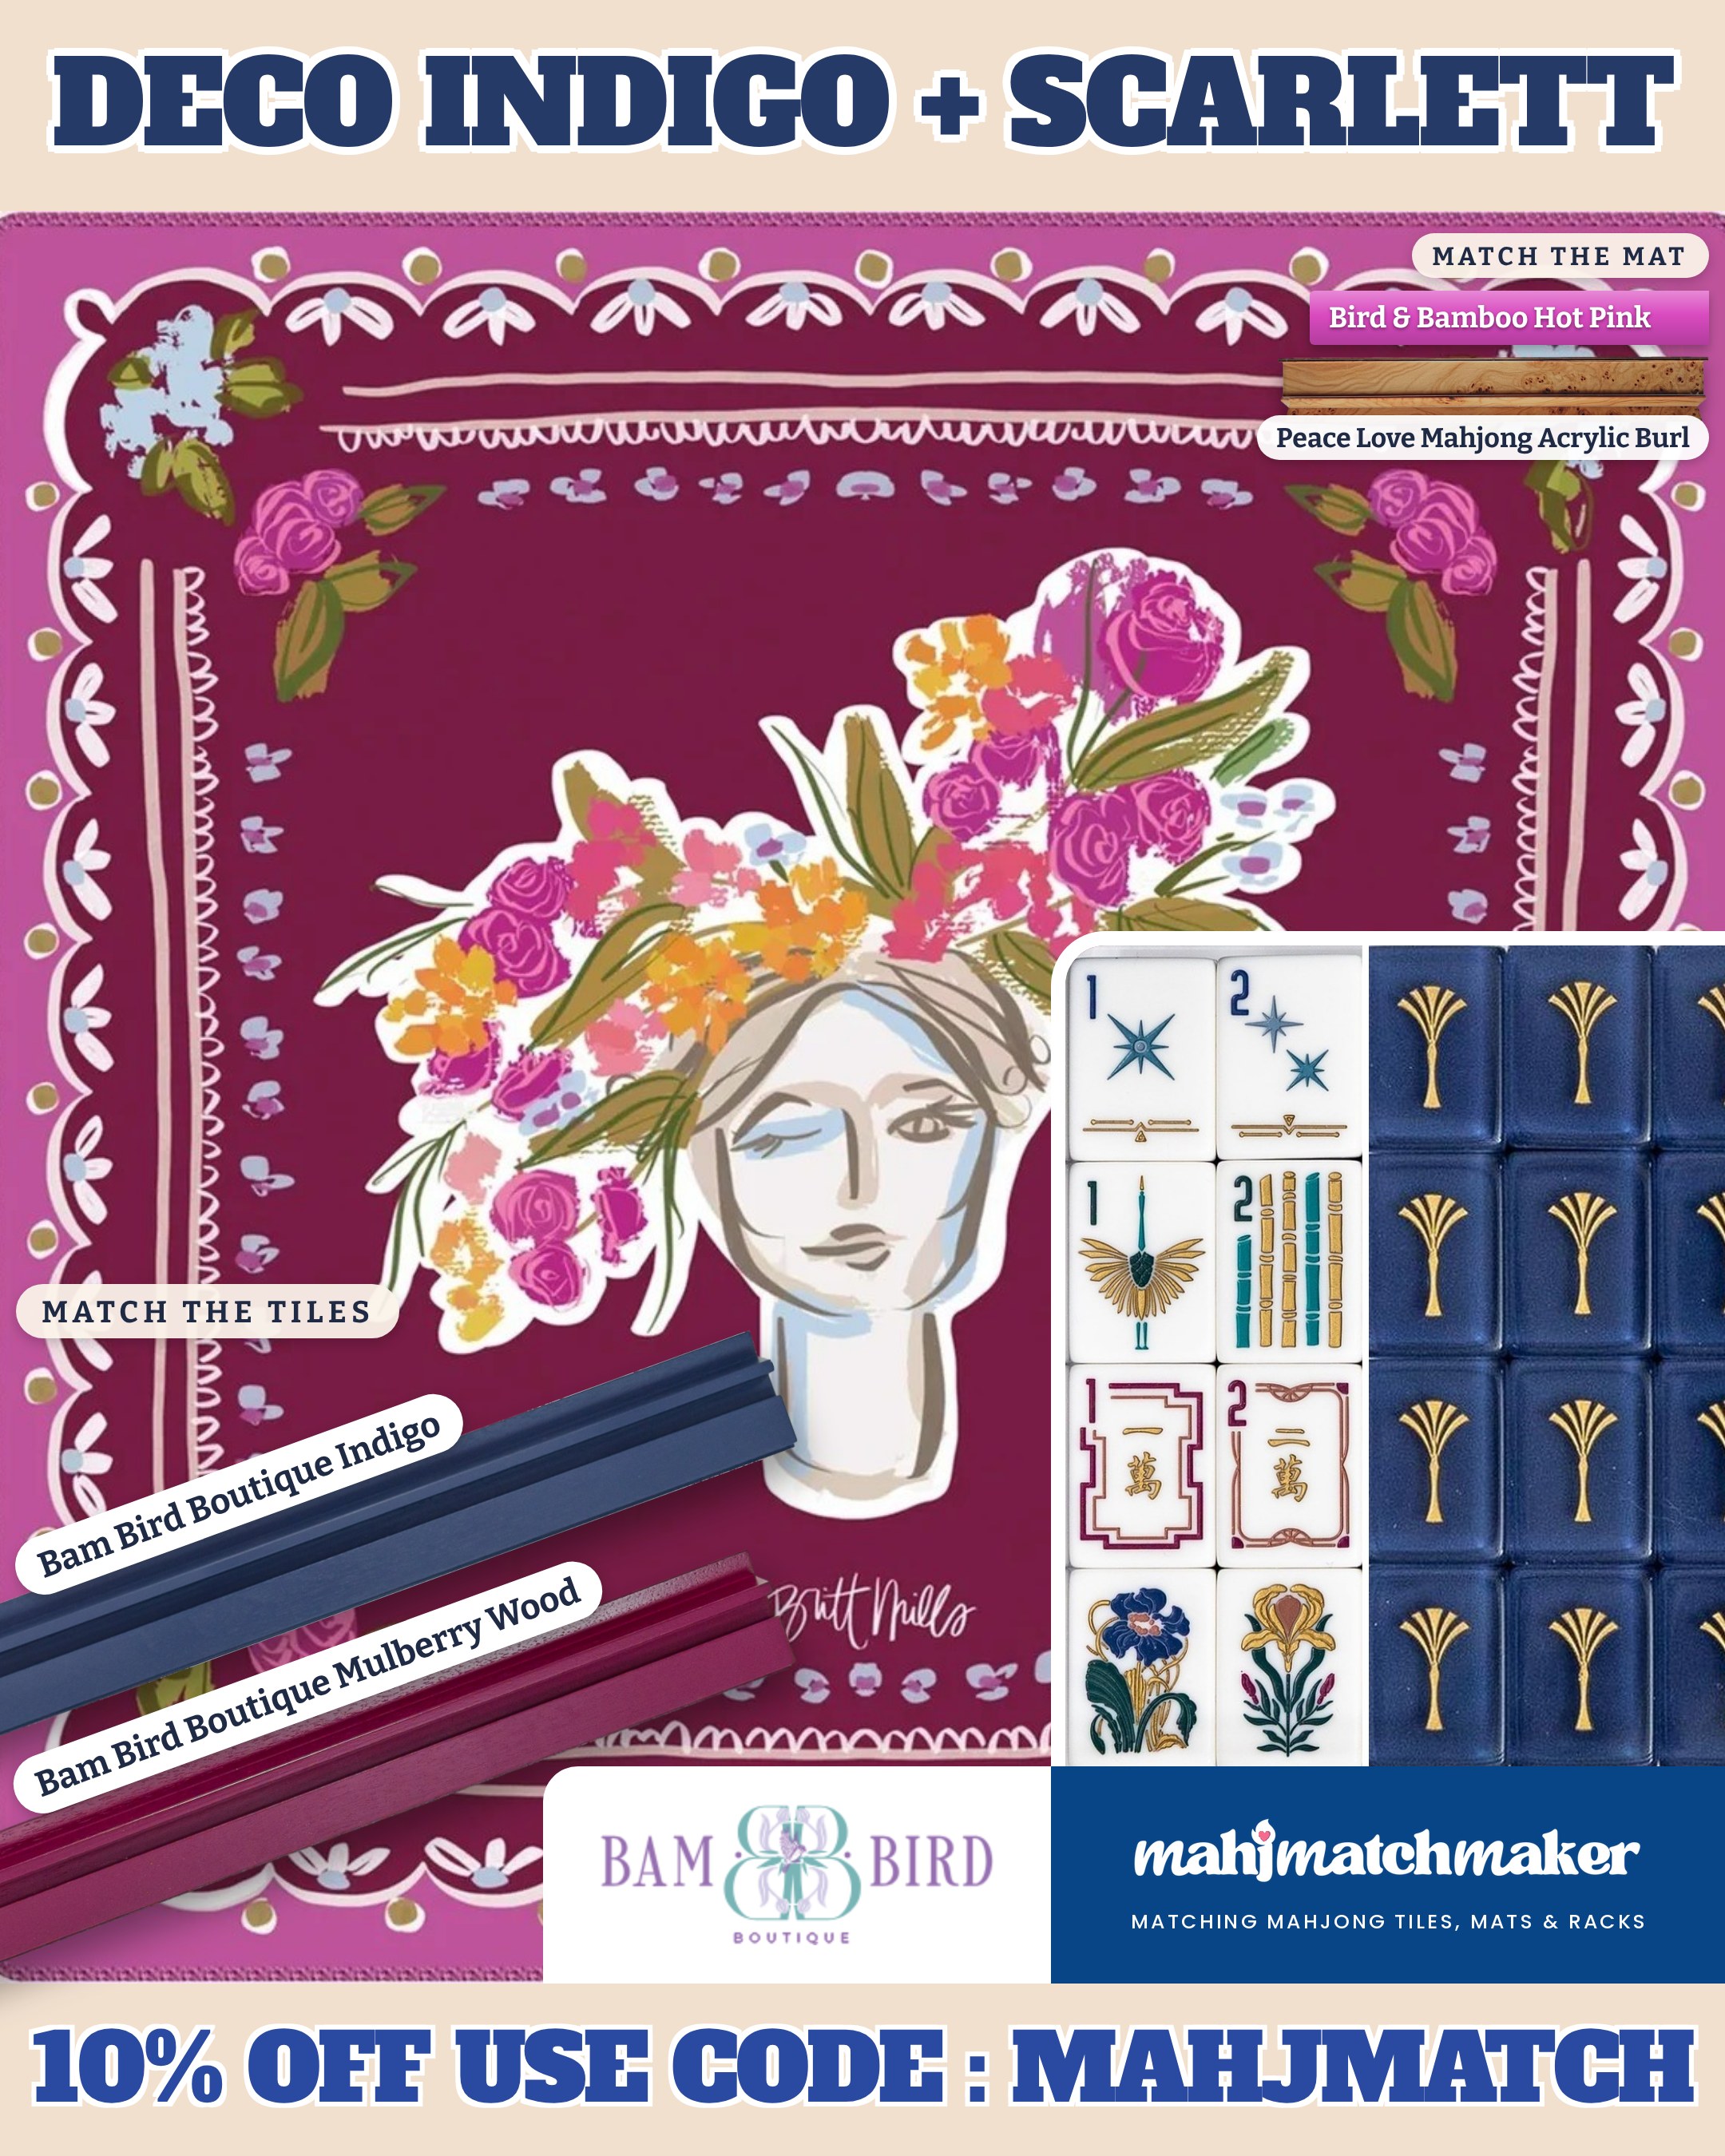 DECO INDIGO + SCARLETT
MATCH THE MAT
Bird & Bamboo Hot Pink
Peace Love Mahjong Acrylic Burl
1 2
1 2
MATCH THE TILES
1 2
一 二
萬 萬
Bam Bird Boutique Indigo
Bam Bird Boutique Mulberry Wood
Britt Mills
BAM BB BIRD
BOUTIQUE
mahjmatchmaker
MATCHING MAHJONG TILES, MATS & RACKS
10% OFF USE CODE : MAHJMATCH